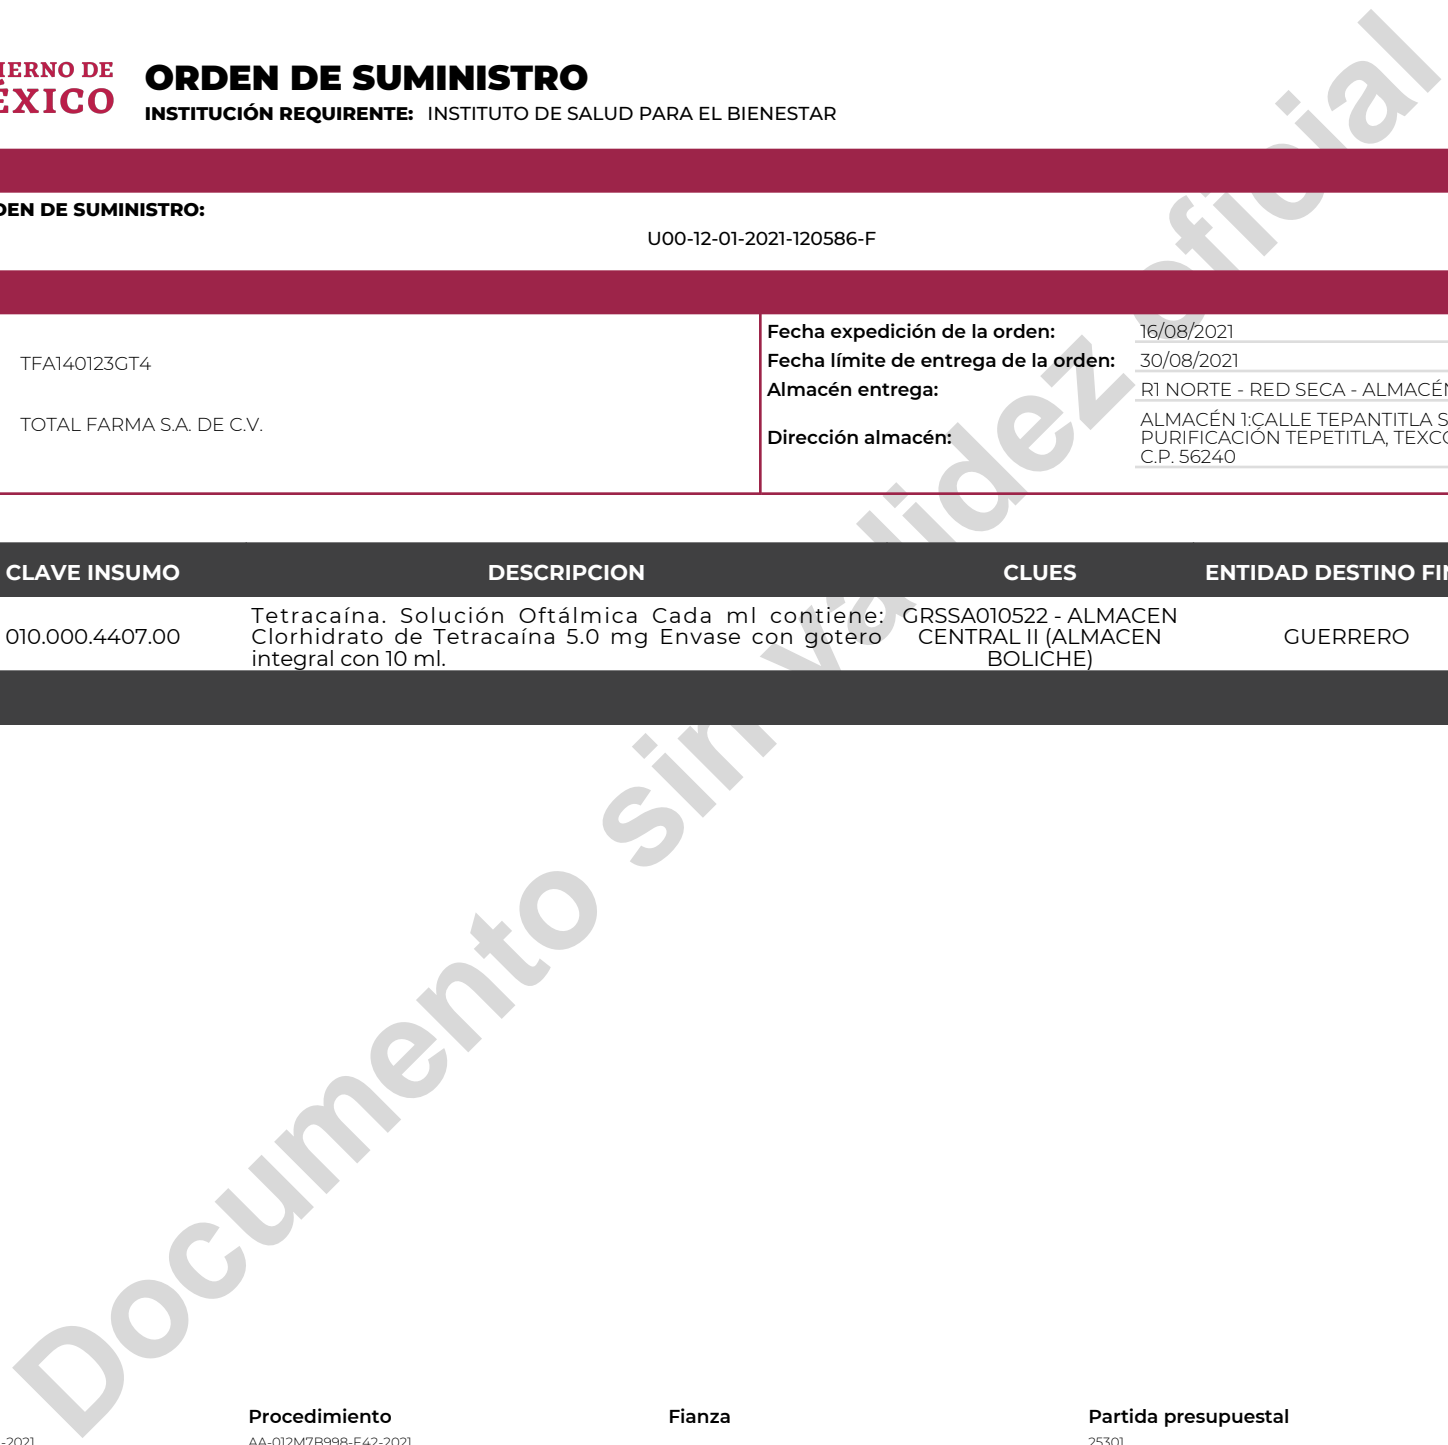 IERNO DE
ÉXICO
ORDEN DE SUMINISTRO
INSTITUCIÓN REQUIRENTE: INSTITUTO DE SALUD PARA EL BIENESTAR
DEN DE SUMINISTRO:
U00-12-01-2021-120586-F
TFA140123GT4
TOTAL FARMA S.A. DE C.V.
Fecha expedición de la orden: 16/08/2021
Fecha límite de entrega de la orden: 30/08/2021
Almacén entrega: R1 NORTE - RED SECA - ALMACÉN
Dirección almacén:
ALMACÉN 1:CALLE TEPANTITLA S
PURIFICACIÓN TEPETITLA, TEXCO
C.P. 56240
CLAVE INSUMO DESCRIPCION CLUES ENTIDAD DESTINO FIN
010.000.4407.00
Tetracaína. Solución Oftálmica Cada ml contiene:
Clorhidrato de Tetracaína 5.0 mg Envase con gotero
integral con 10 ml.
GRSSA010522 - ALMACEN
CENTRAL II (ALMACEN
BOLICHE)
GUERRERO
Documento sin validez oficial
Procedimiento Fianza Partida presupuestal
-2021 AA-012M7B998-E42-2021 25301